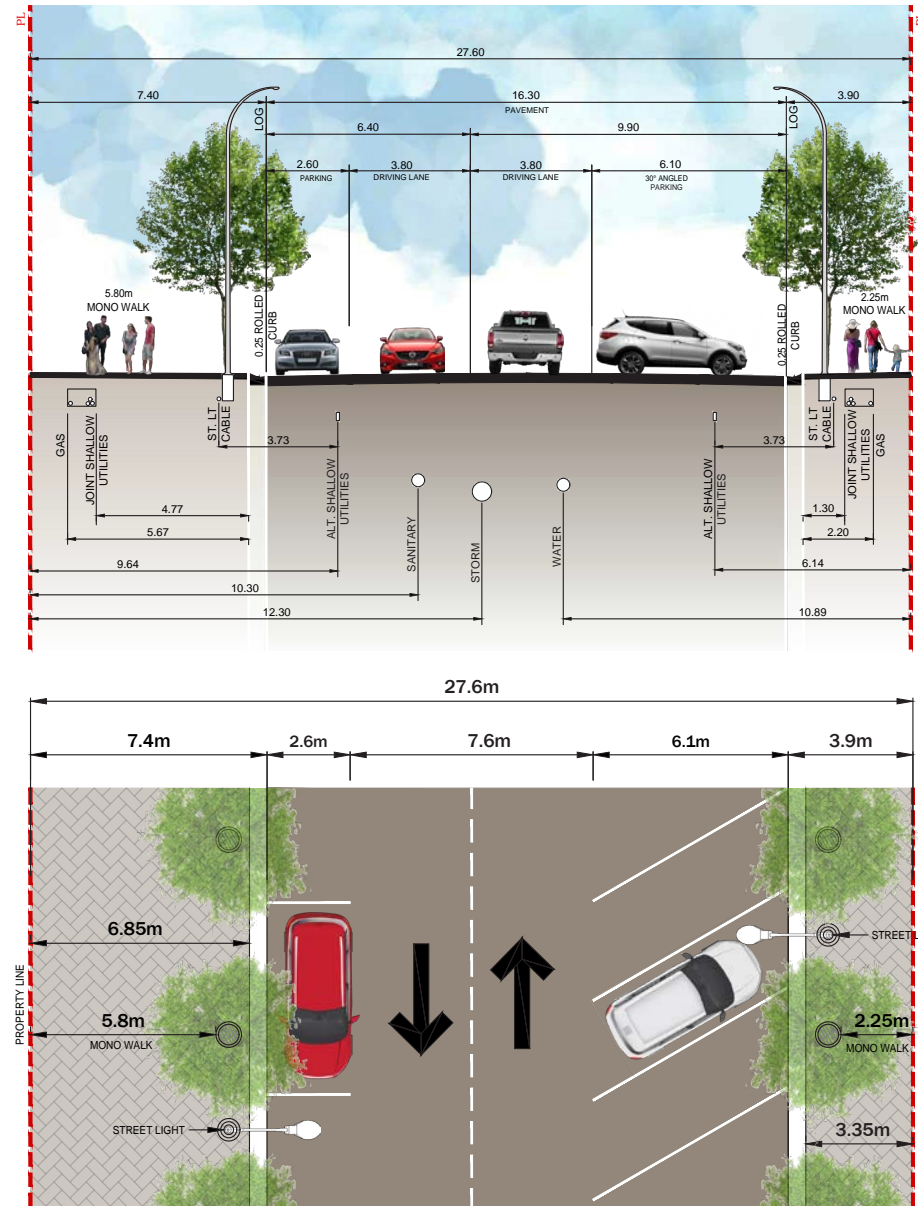 PL
27.60
7.40
16.30
3.90
PAVEMENT
LOG
LOG
6.40
9.90
2.60
3.80
3.80
6.10
PARKING
DRIVING LANE
DRIVING LANE
30° ANGLED
PARKING
5.80m
MONO WALK
0.25 ROLLED
CURB
0.25 ROLLED
CURB
2.25m
MONO WALK
GAS
JOINT SHALLOW
UTILITIES
ST. LT
CABLE
3.73
ALT. SHALLOW
UTILITIES
SANITARY
STORM
WATER
ALT. SHALLOW
UTILITIES
3.73
ST. LT
CABLE
JOINT SHALLOW
UTILITIES
GAS
4.77
1.30
5.67
2.20
9.64
6.14
10.30
12.30
10.89
27.6m
7.4m
2.6m
7.6m
6.1m
3.9m
6.85m
STREET L
PROPERTY LINE
5.8m
MONO WALK
2.25m
MONO WALK
STREET LIGHT
3.35m